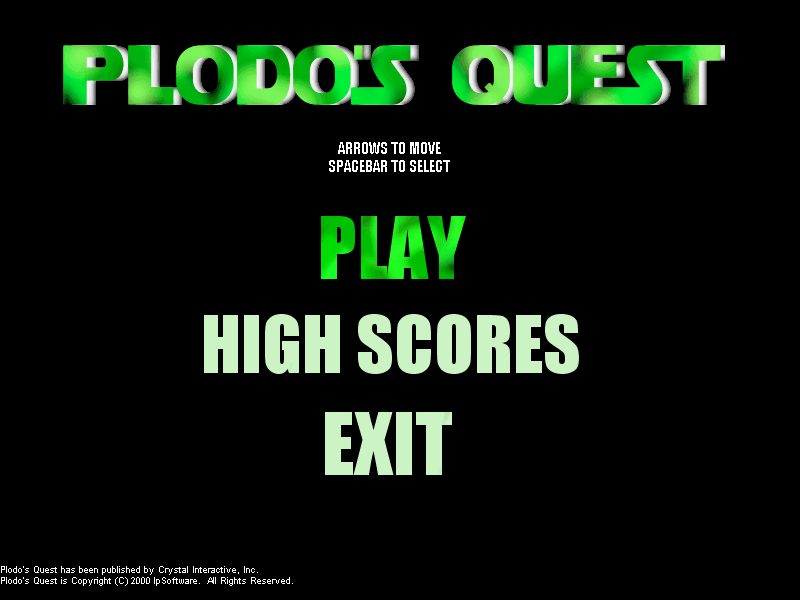 PLODO'S QUEST
ARROWS TO MOVE
SPACEBAR TO SELECT
PLAY
HIGH SCORES
EXIT
Plodo's Quest has been published by Crystal Interactive, Inc.
Plodo's Quest is Copyright (C) 2000 IpSoftware.  All Rights Reserved.